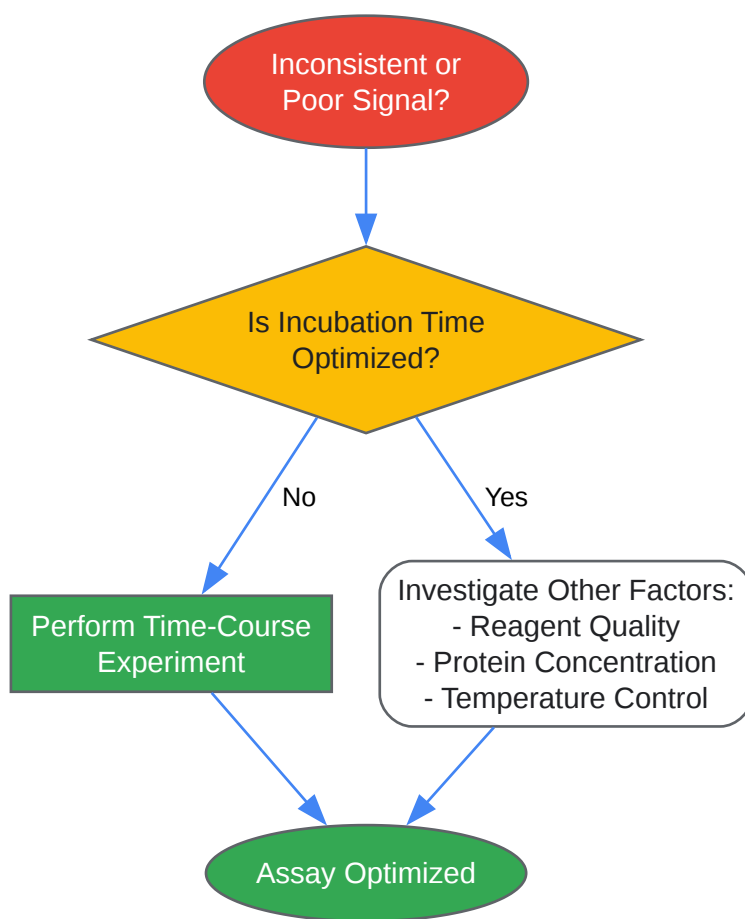 Inconsistent or
Poor Signal?
Is Incubation Time
Optimized?
No
Yes
Perform Time-Course
Experiment
Investigate Other Factors:
- Reagent Quality
- Protein Concentration
- Temperature Control
Assay Optimized